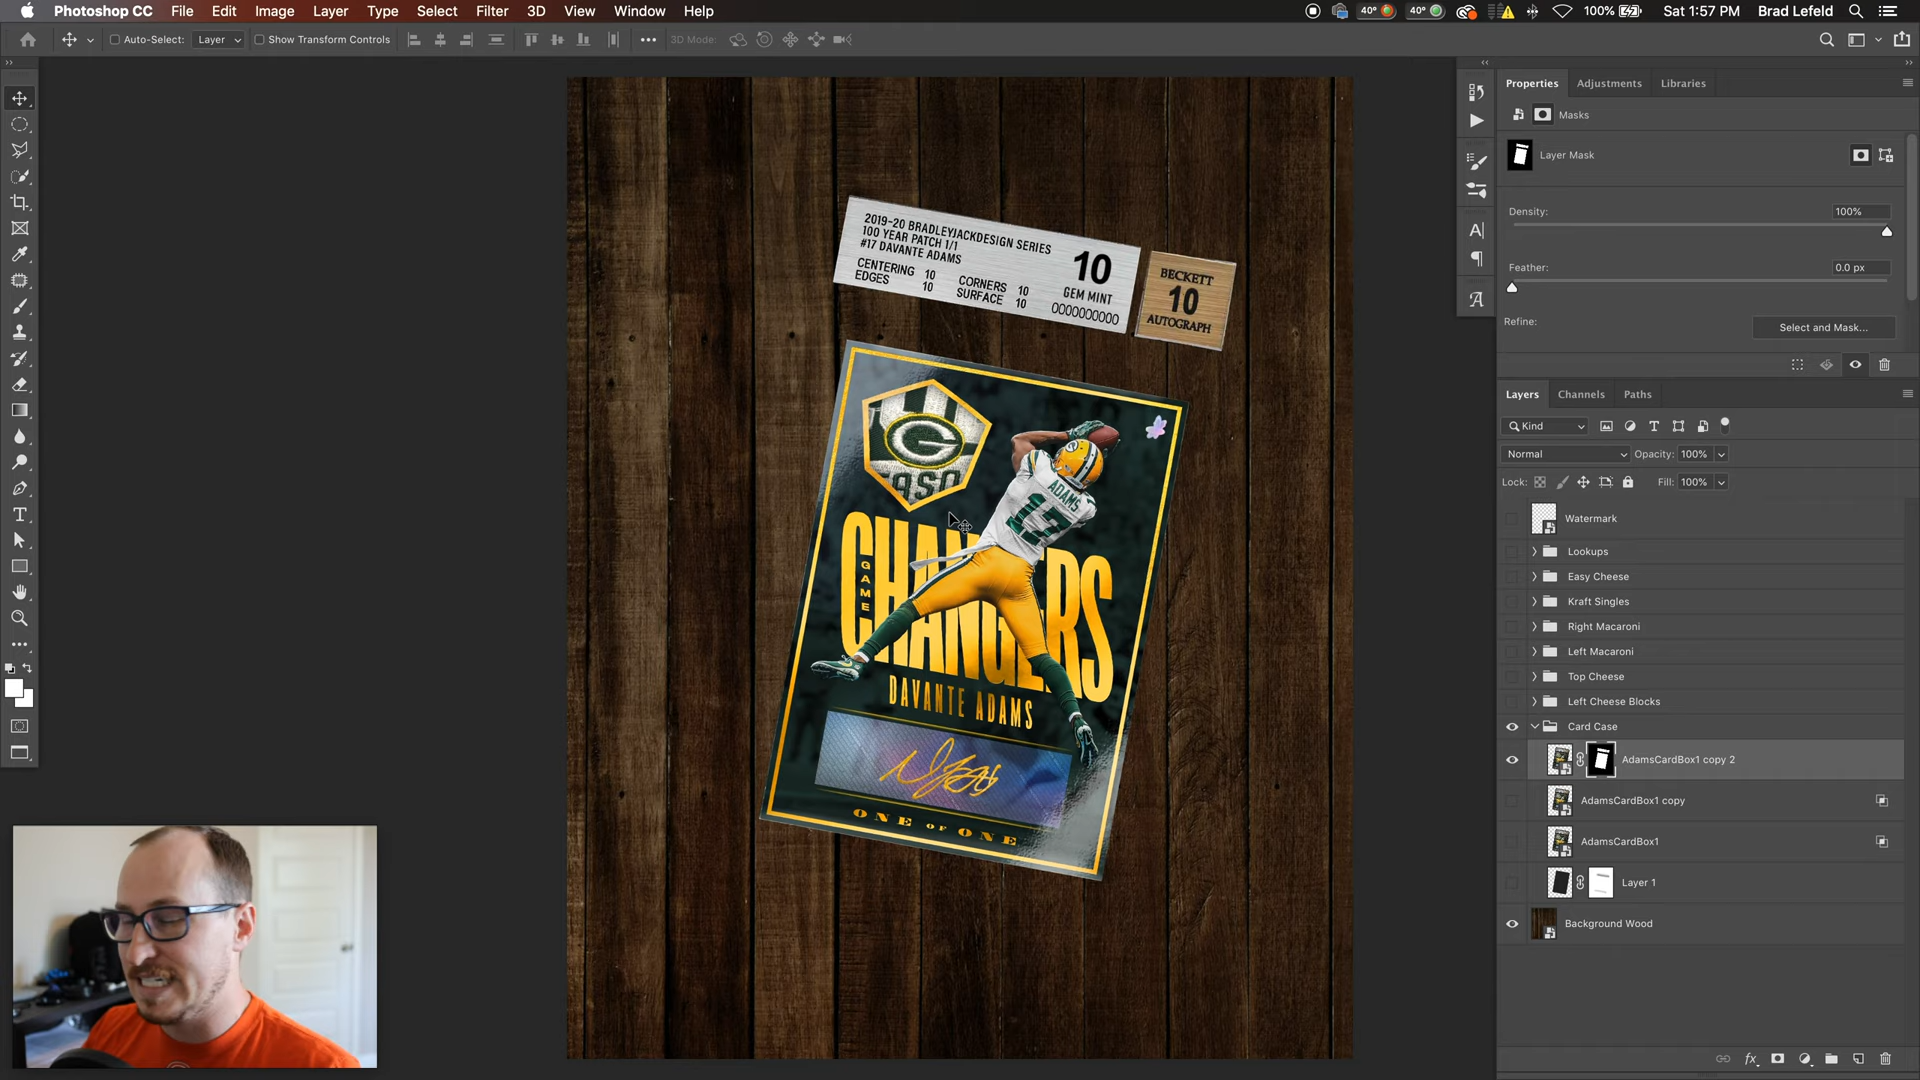 Photoshop CC File Edit Image Layer Type Select Filter 3D View Window Help
40° 40° 100% Sat 1:57 PM Brad Lefeld
Auto-Select: Layer Show Transform Controls 3D Mode:
Properties Adjustments Libraries
Masks
Layer Mask
Density: 100%
Feather: 0.0 px
Refine: Select and Mask...
Layers Channels Paths
Kind
Normal Opacity: 100%
Lock: Fill: 100%
Watermark
Lookups
Easy Cheese
Kraft Singles
Right Macaroni
Left Macaroni
Top Cheese
Left Cheese Blocks
Card Case
AdamsCardBox1 copy 2
AdamsCardBox1 copy
AdamsCardBox1
Layer 1
Background Wood
2019-20 BRADLEYJACKDESIGN SERIES
100 YEAR PATCH 1/1
#17 DAVANTE ADAMS
CENTERING 10 CORNERS 10
EDGES 10 SURFACE 10
10
GEM MINT
0000000000
BECKETT
10
AUTOGRAPH
G
ADAMS
17
GAME
CHANGERS
DAVANTE ADAMS
ONE OF ONE